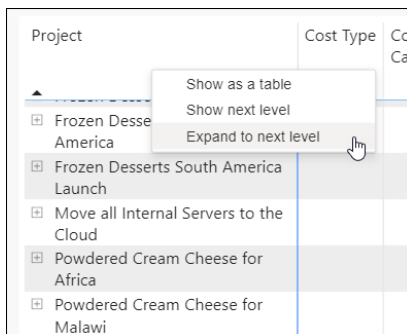 Project
Cost Type
Co
Ca
Show as a table
Show next level
Expand to next level
Frozen Desse
America
Frozen Desserts South America
Launch
Move all Internal Servers to the
Cloud
Powdered Cream Cheese for
Africa
Powdered Cream Cheese for
Malawi